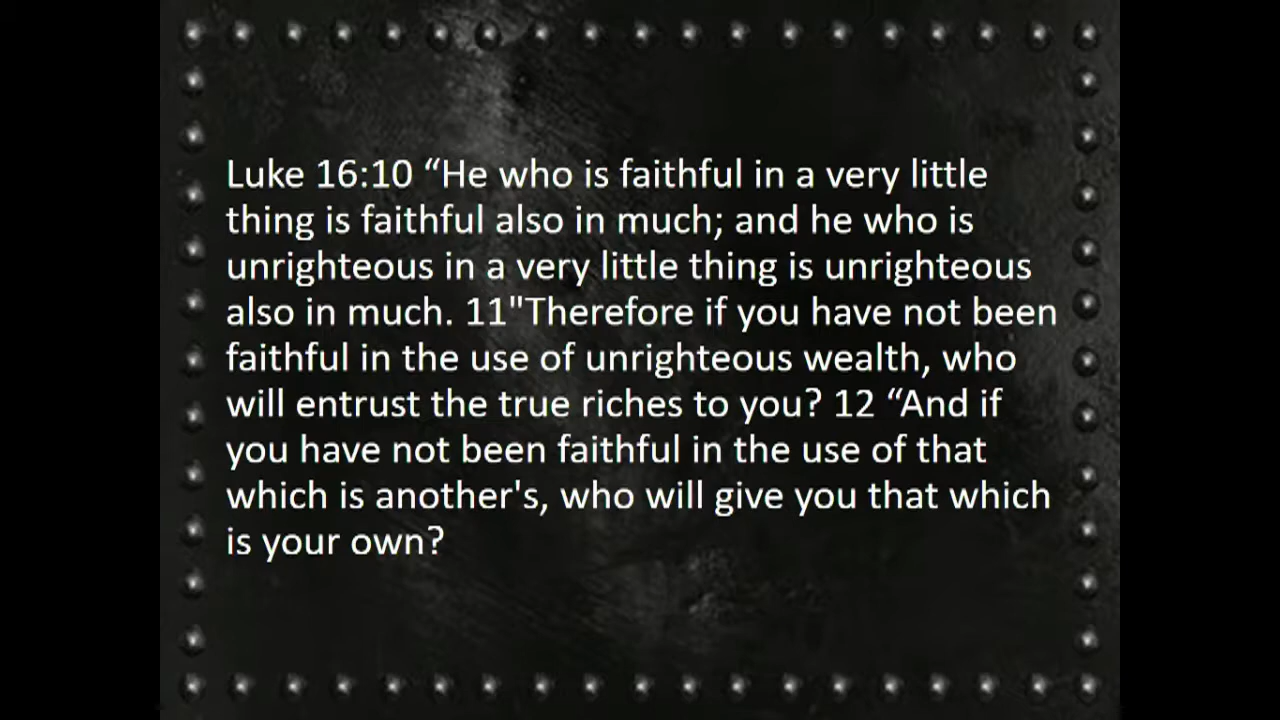 Luke 16:10 “He who is faithful in a very little
thing is faithful also in much; and he who is
unrighteous in a very little thing is unrighteous
also in much. 11"Therefore if you have not been
faithful in the use of unrighteous wealth, who
will entrust the true riches to you? 12 “And if
you have not been faithful in the use of that
which is another's, who will give you that which
is your own?